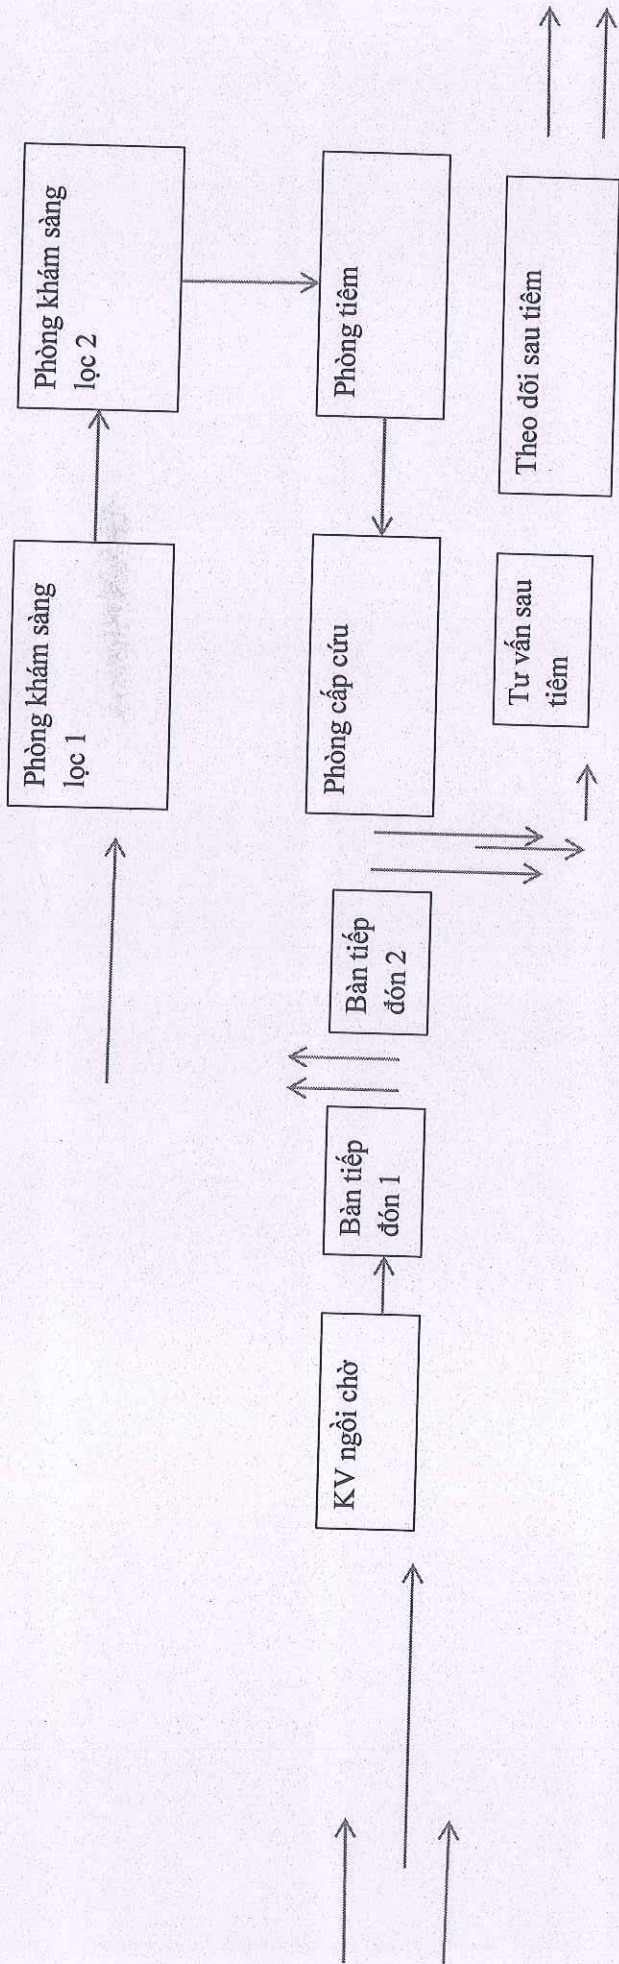 Phòng khám sàng
lọc 1
Phòng khám sàng
lọc 2
KV ngồi chờ
Bàn tiếp
đón 1
Bàn tiếp
đón 2
Phòng cấp cứu
Phòng tiêm
Tư vấn sau
tiêm
Theo dõi sau tiêm